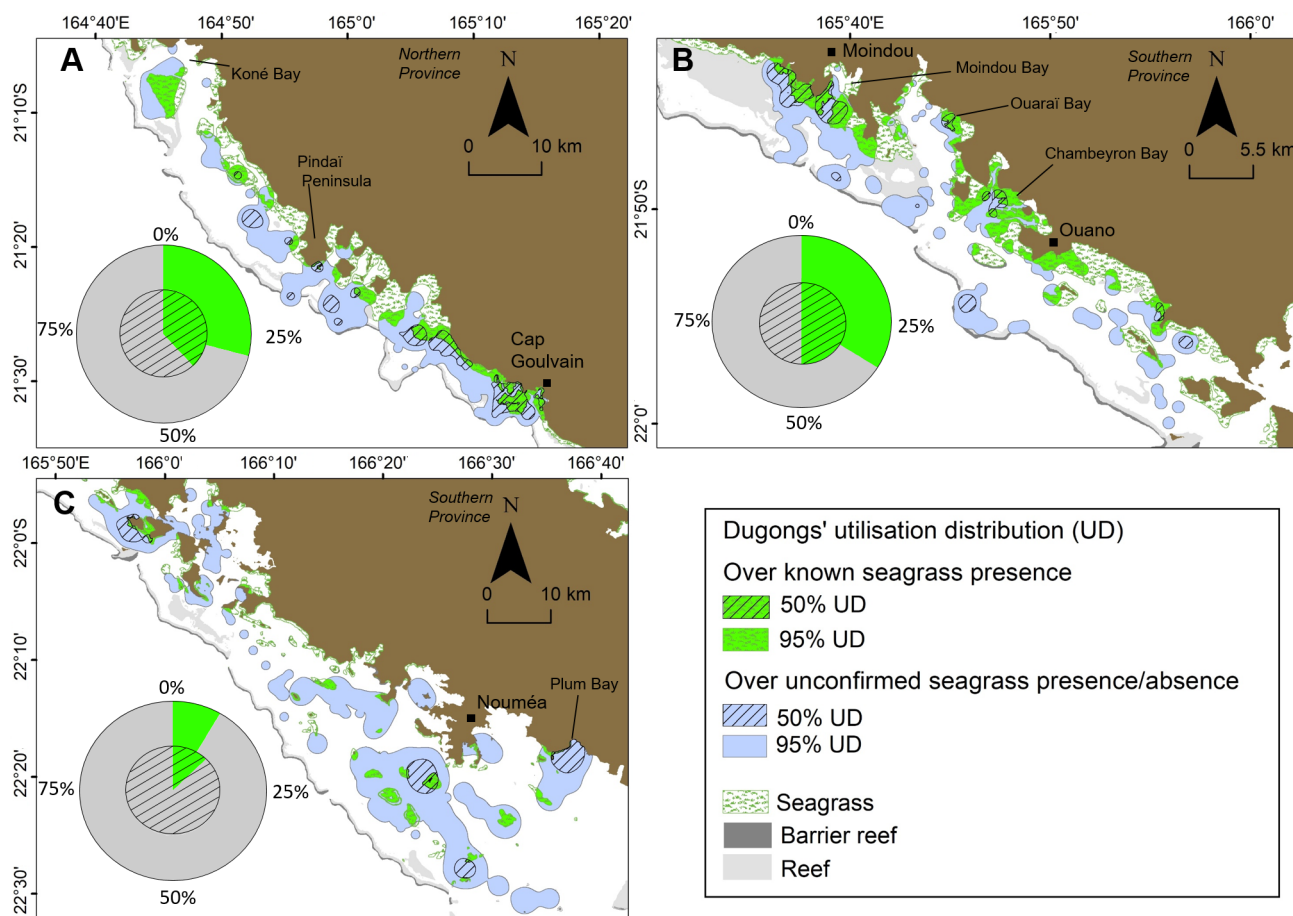 164°40'E 164°50' 165°0' 165°10' 165°20'
A
Northern
Province
N
Koné Bay
0 10 km
21°10'S
Pindaï
Peninsula
21°20'
0%
75%
25%
50%
Cap
Goulvain
21°30'
165°40'E 165°50' 166°0'
B
Moindou
Southern
Province
N
Moindou Bay
Ouaraï Bay
Chambeyron Bay
0 5.5 km
21°50'S
Ouano
0%
75%
25%
50%
22°0'
165°50'E 166°0' 166°10' 166°20' 166°30' 166°40'
C
Southern
Province
N
22°0'S
0 10 km
22°10'
Plum Bay
Nouméa
0%
22°20'
75%
25%
50%
22°30'
Dugongs' utilisation distribution (UD)
Over known seagrass presence
50% UD
95% UD
Over unconfirmed seagrass presence/absence
50% UD
95% UD
Seagrass
Barrier reef
Reef